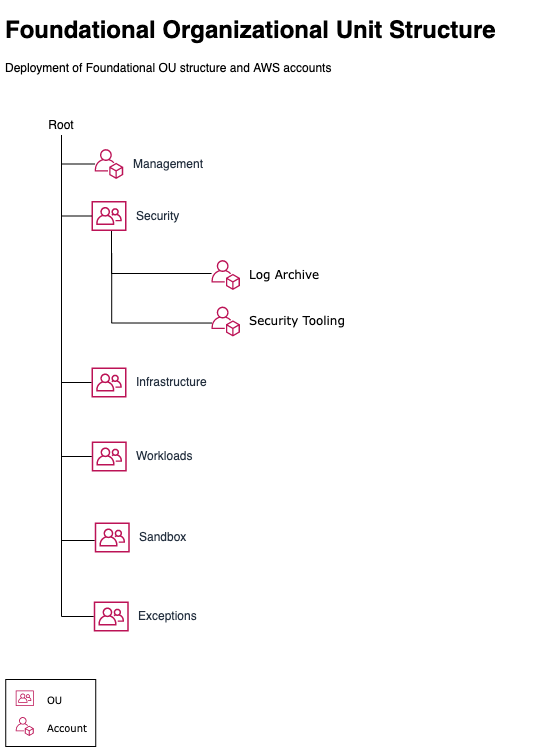 Foundational Organizational Unit Structure
Deployment of Foundational OU structure and AWS accounts
Root
Management
Security
Log Archive
Security Tooling
Infrastructure
Workloads
Sandbox
Exceptions
OU
Account